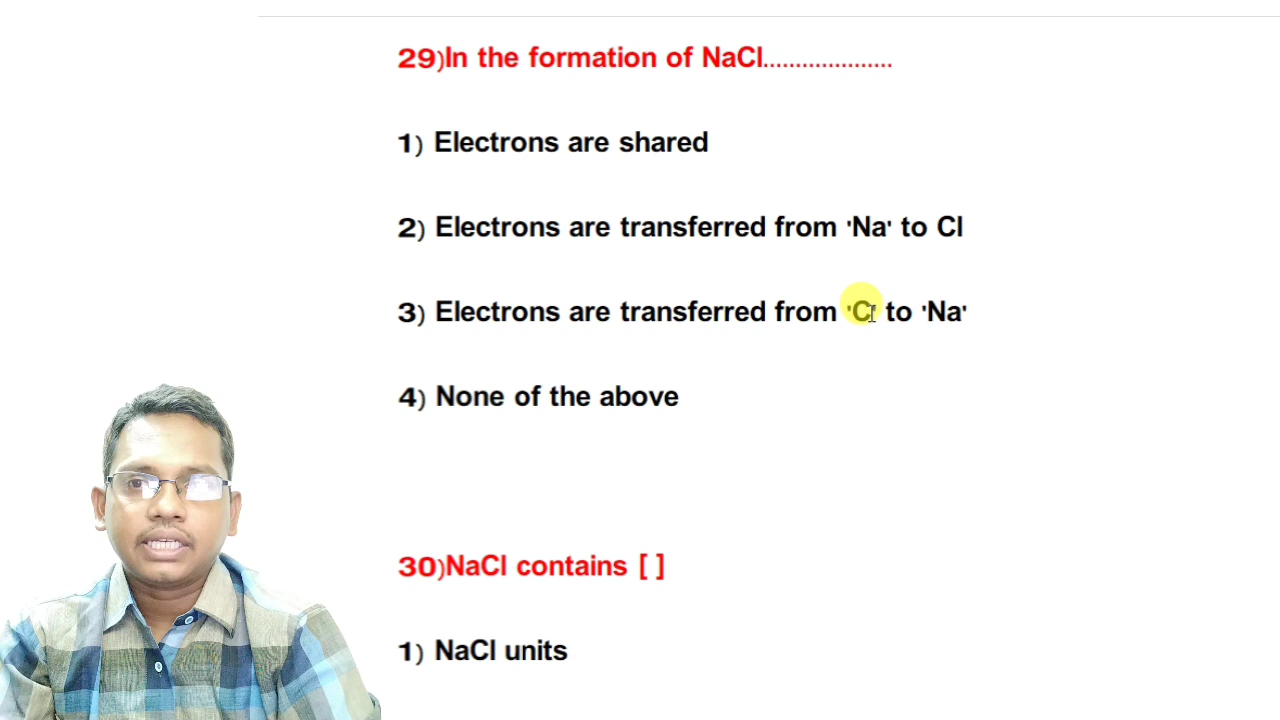 29)In the formation of NaCl....................
1) Electrons are shared
2) Electrons are transferred from 'Na' to Cl
3) Electrons are transferred from 'Cl' to 'Na'
4) None of the above
30)NaCl contains [ ]
1) NaCl units